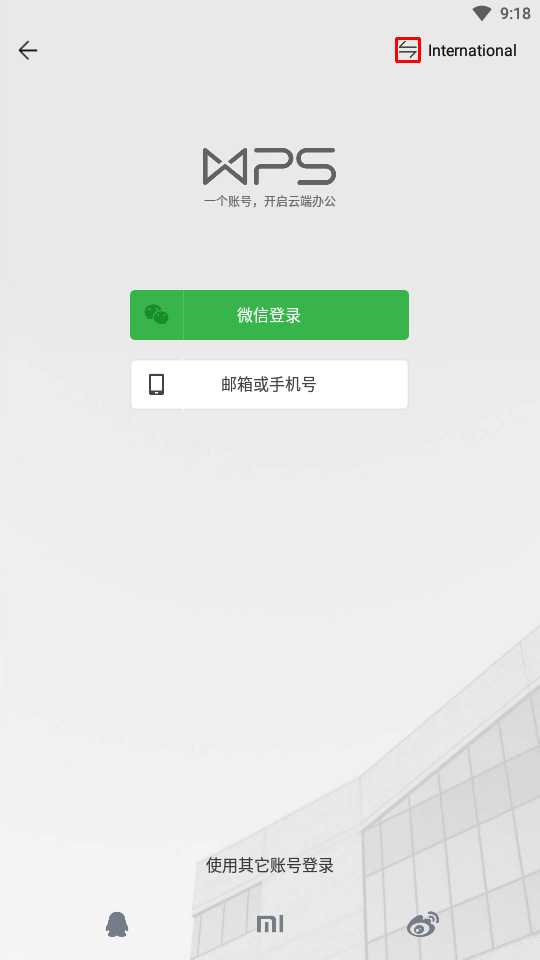 9:18
International
WPS
一个账号，开启云端办公
微信登录
邮箱或手机号
使用其它账号登录